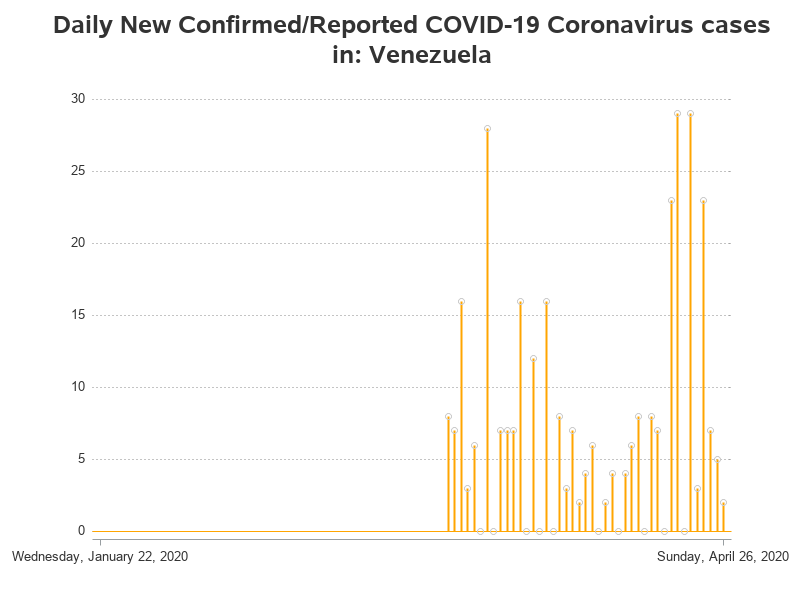 Daily New Confirmed/Reported COVID-19 Coronavirus cases
in: Venezuela
30
25
20
15
10
5
0
Wednesday, January 22, 2020
Sunday, April 26, 2020